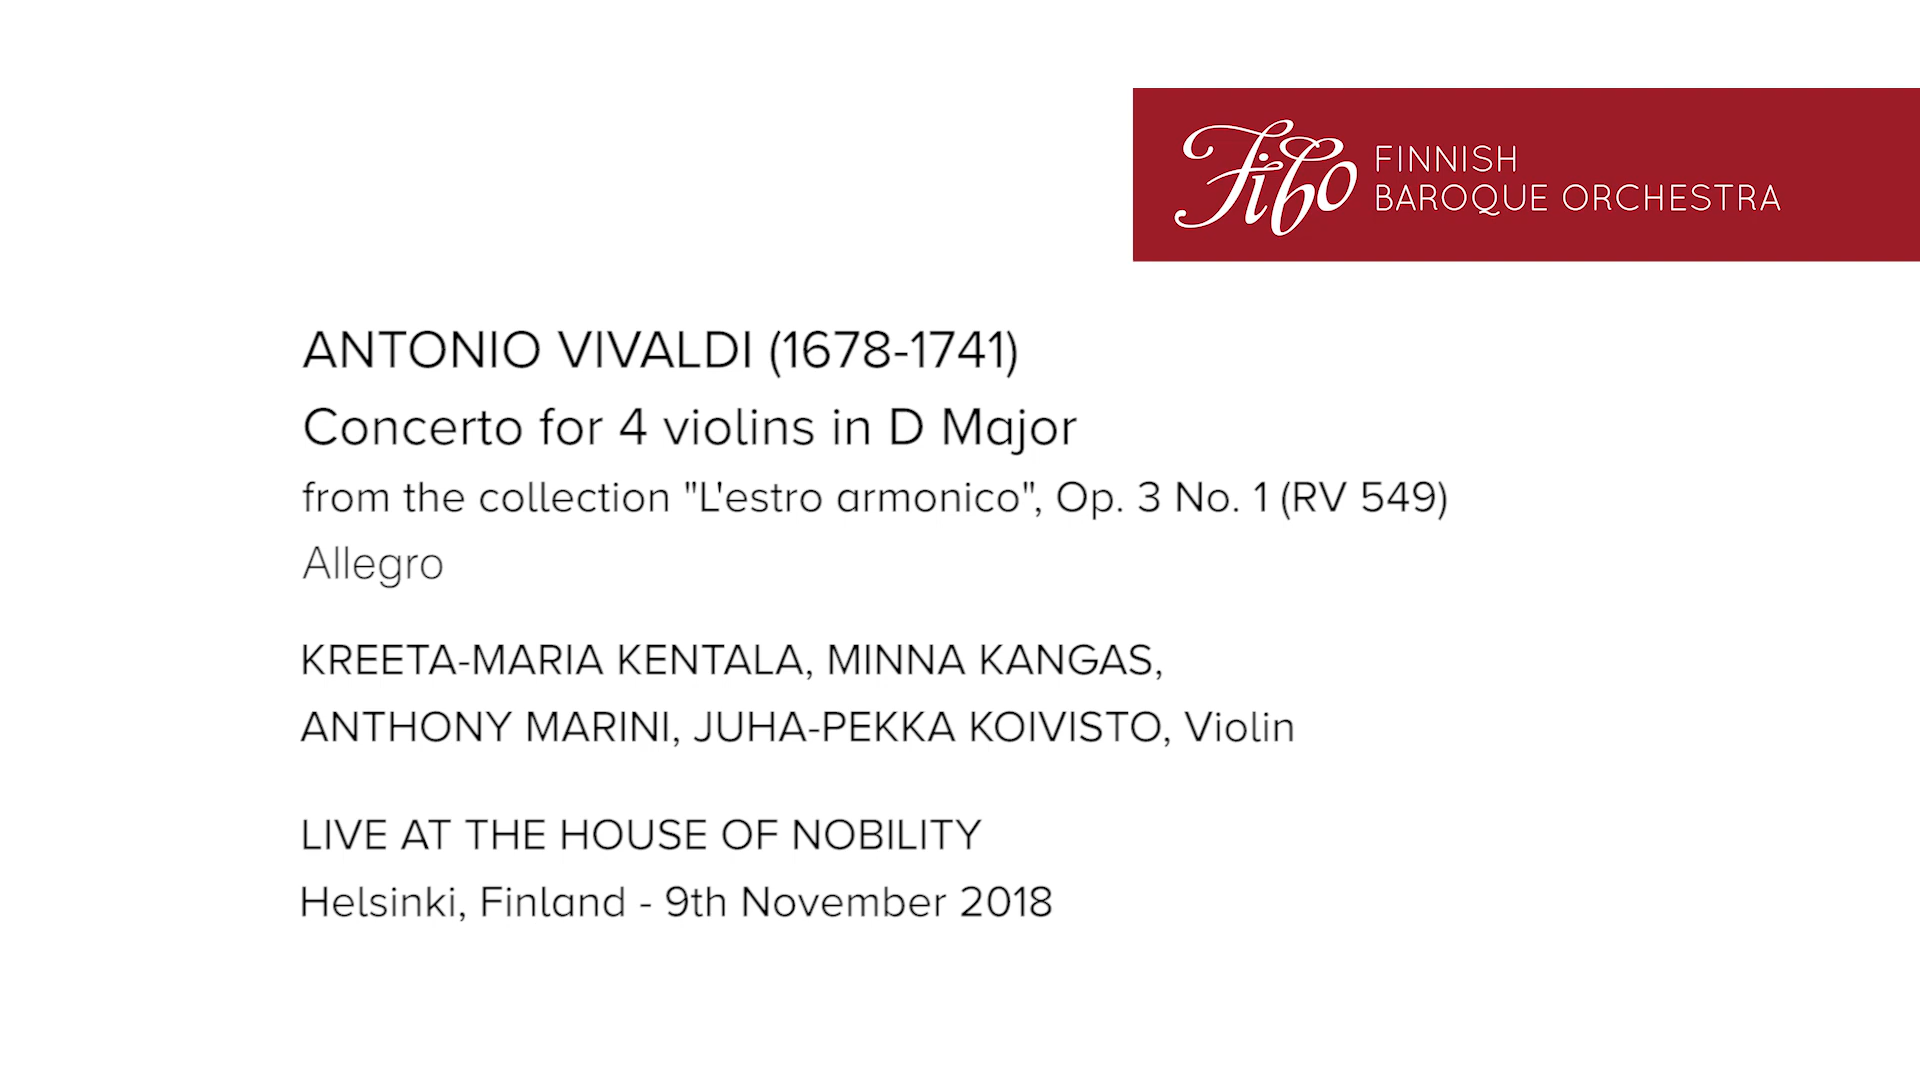 Fibo
FINNISH
BAROQUE ORCHESTRA
ANTONIO VIVALDI (1678-1741)
Concerto for 4 violins in D Major
from the collection "L'estro armonico", Op. 3 No. 1 (RV 549)
Allegro
KREETA-MARIA KENTALA, MINNA KANGAS,
ANTHONY MARINI, JUHA-PEKKA KOIVISTO, Violin
LIVE AT THE HOUSE OF NOBILITY
Helsinki, Finland - 9th November 2018